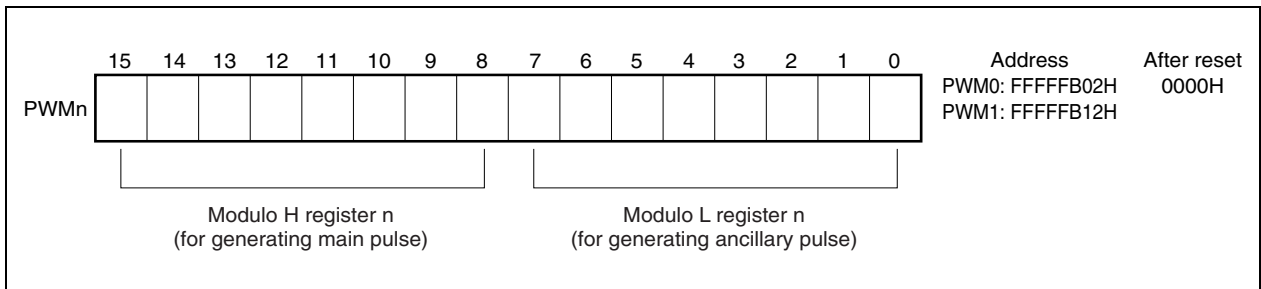 15 14 13 12 11 10 9 8 7 6 5 4 3 2 1 0 Address After reset
PWM0: FFFFFB02H 0000H
PWMn
PWM1: FFFFFB12H
Modulo H register n Modulo L register n
(for generating main pulse) (for generating ancillary pulse)